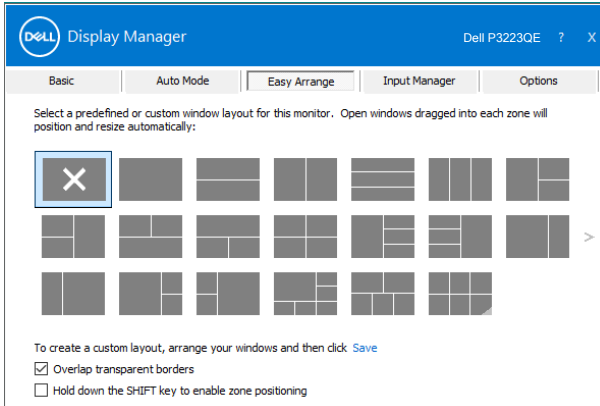 DELL Display Manager Dell P3223QE ? X
Basic Auto Mode Easy Arrange Input Manager Options
Select a predefined or custom window layout for this monitor. Open windows dragged into each zone will
position and resize automatically:
To create a custom layout, arrange your windows and then click Save
Overlap transparent borders
Hold down the SHIFT key to enable zone positioning